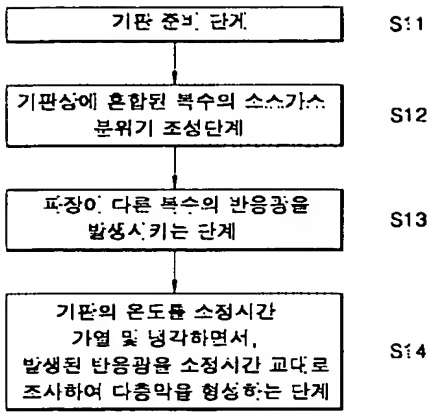 기판 준비 단계
S11
기판상에 혼합된 복수의 소스가스
분위기 조성단계
S12
파장이 다른 복수의 반응광을
발생시키는 단계
S13
기판의 온도를 소정시간
가열 및 냉각하면서,
발생된 반응광을 소정시간 교대로
조사하여 다층막을 형성하는 단계
S14